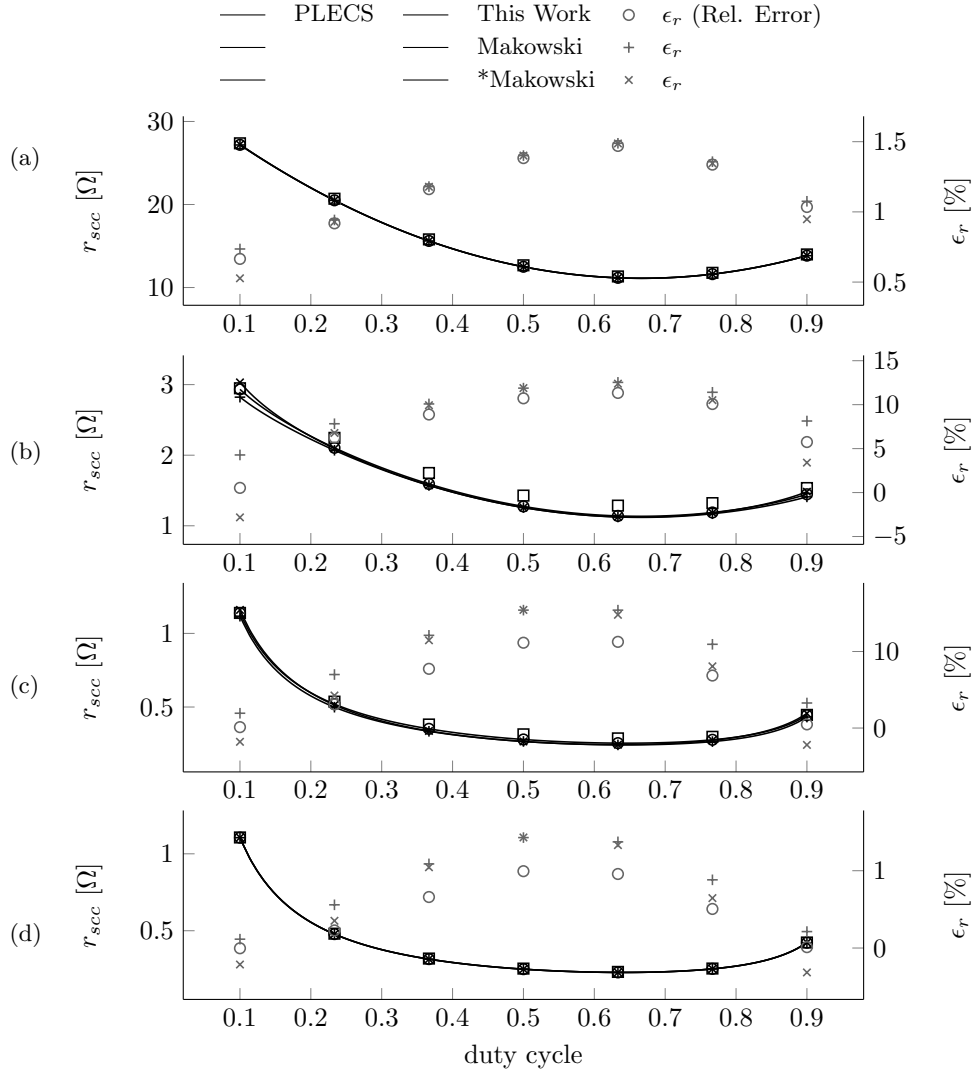 PLECS This Work ϵr (Rel. Error)
Makowski ϵr
*Makowski ϵr
(a)
rscc [Ω]
30
20
10
1.5
1
0.5
ϵr [%]
0.1 0.2 0.3 0.4 0.5 0.6 0.7 0.8 0.9
(b)
rscc [Ω]
3
2
1
15
10
5
0
−5
ϵr [%]
0.1 0.2 0.3 0.4 0.5 0.6 0.7 0.8 0.9
(c)
rscc [Ω]
1
0.5
10
0
ϵr [%]
0.1 0.2 0.3 0.4 0.5 0.6 0.7 0.8 0.9
(d)
rscc [Ω]
1
0.5
1
0
ϵr [%]
0.1 0.2 0.3 0.4 0.5 0.6 0.7 0.8 0.9
duty cycle